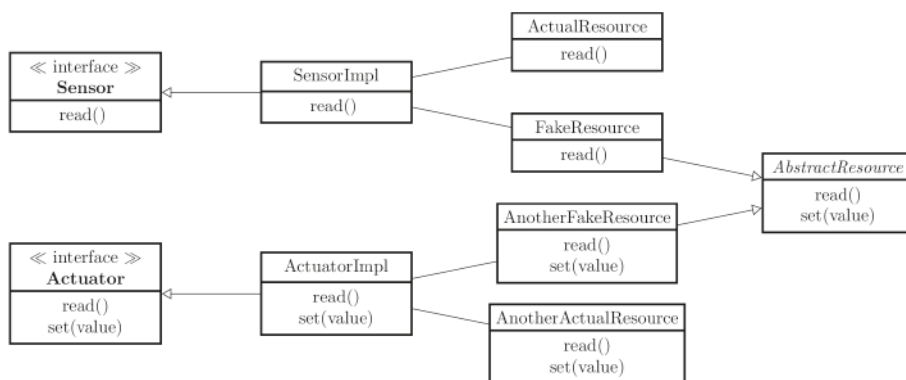 ≪ interface ≫
Sensor
read()
SensorImpl
read()
ActualResource
read()
FakeResource
read()
AbstractResource
read()
set(value)
≪ interface ≫
Actuator
read()
set(value)
ActuatorImpl
read()
set(value)
AnotherFakeResource
read()
set(value)
AnotherActualResource
read()
set(value)